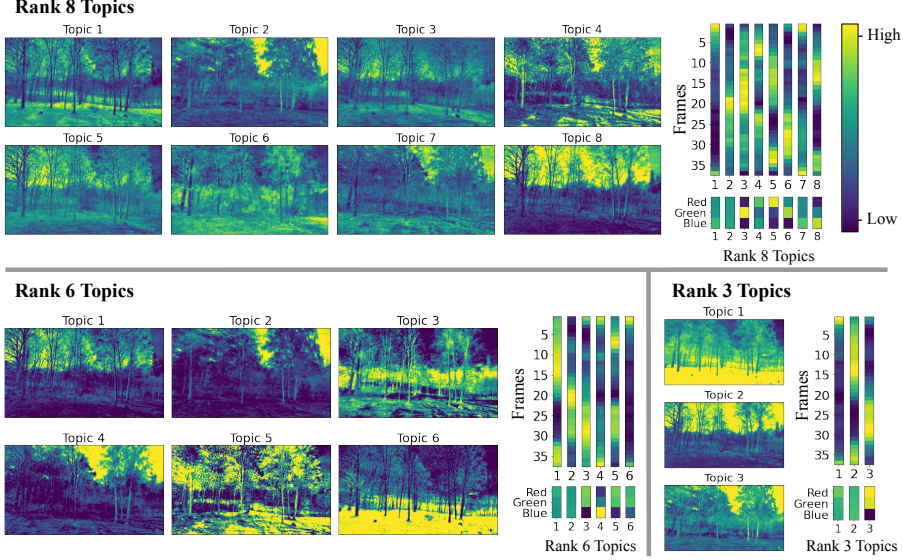 Rank 8 Topics
Topic 1
Topic 2
Topic 3
Topic 4
Topic 5
Topic 6
Topic 7
Topic 8
Frames
5
10
15
20
25
30
35
1 2 3 4 5 6 7 8
Red
Green
Blue
1 2 3 4 5 6 7 8
Rank 8 Topics
High
Low
Rank 6 Topics
Topic 1
Topic 2
Topic 3
Topic 4
Topic 5
Topic 6
Frames
5
10
15
20
25
30
35
1 2 3 4 5 6
Red
Green
Blue
1 2 3 4 5 6
Rank 6 Topics
Rank 3 Topics
Topic 1
Topic 2
Topic 3
Frames
5
10
15
20
25
30
35
1 2 3
Red
Green
Blue
1 2 3
Rank 3 Topics